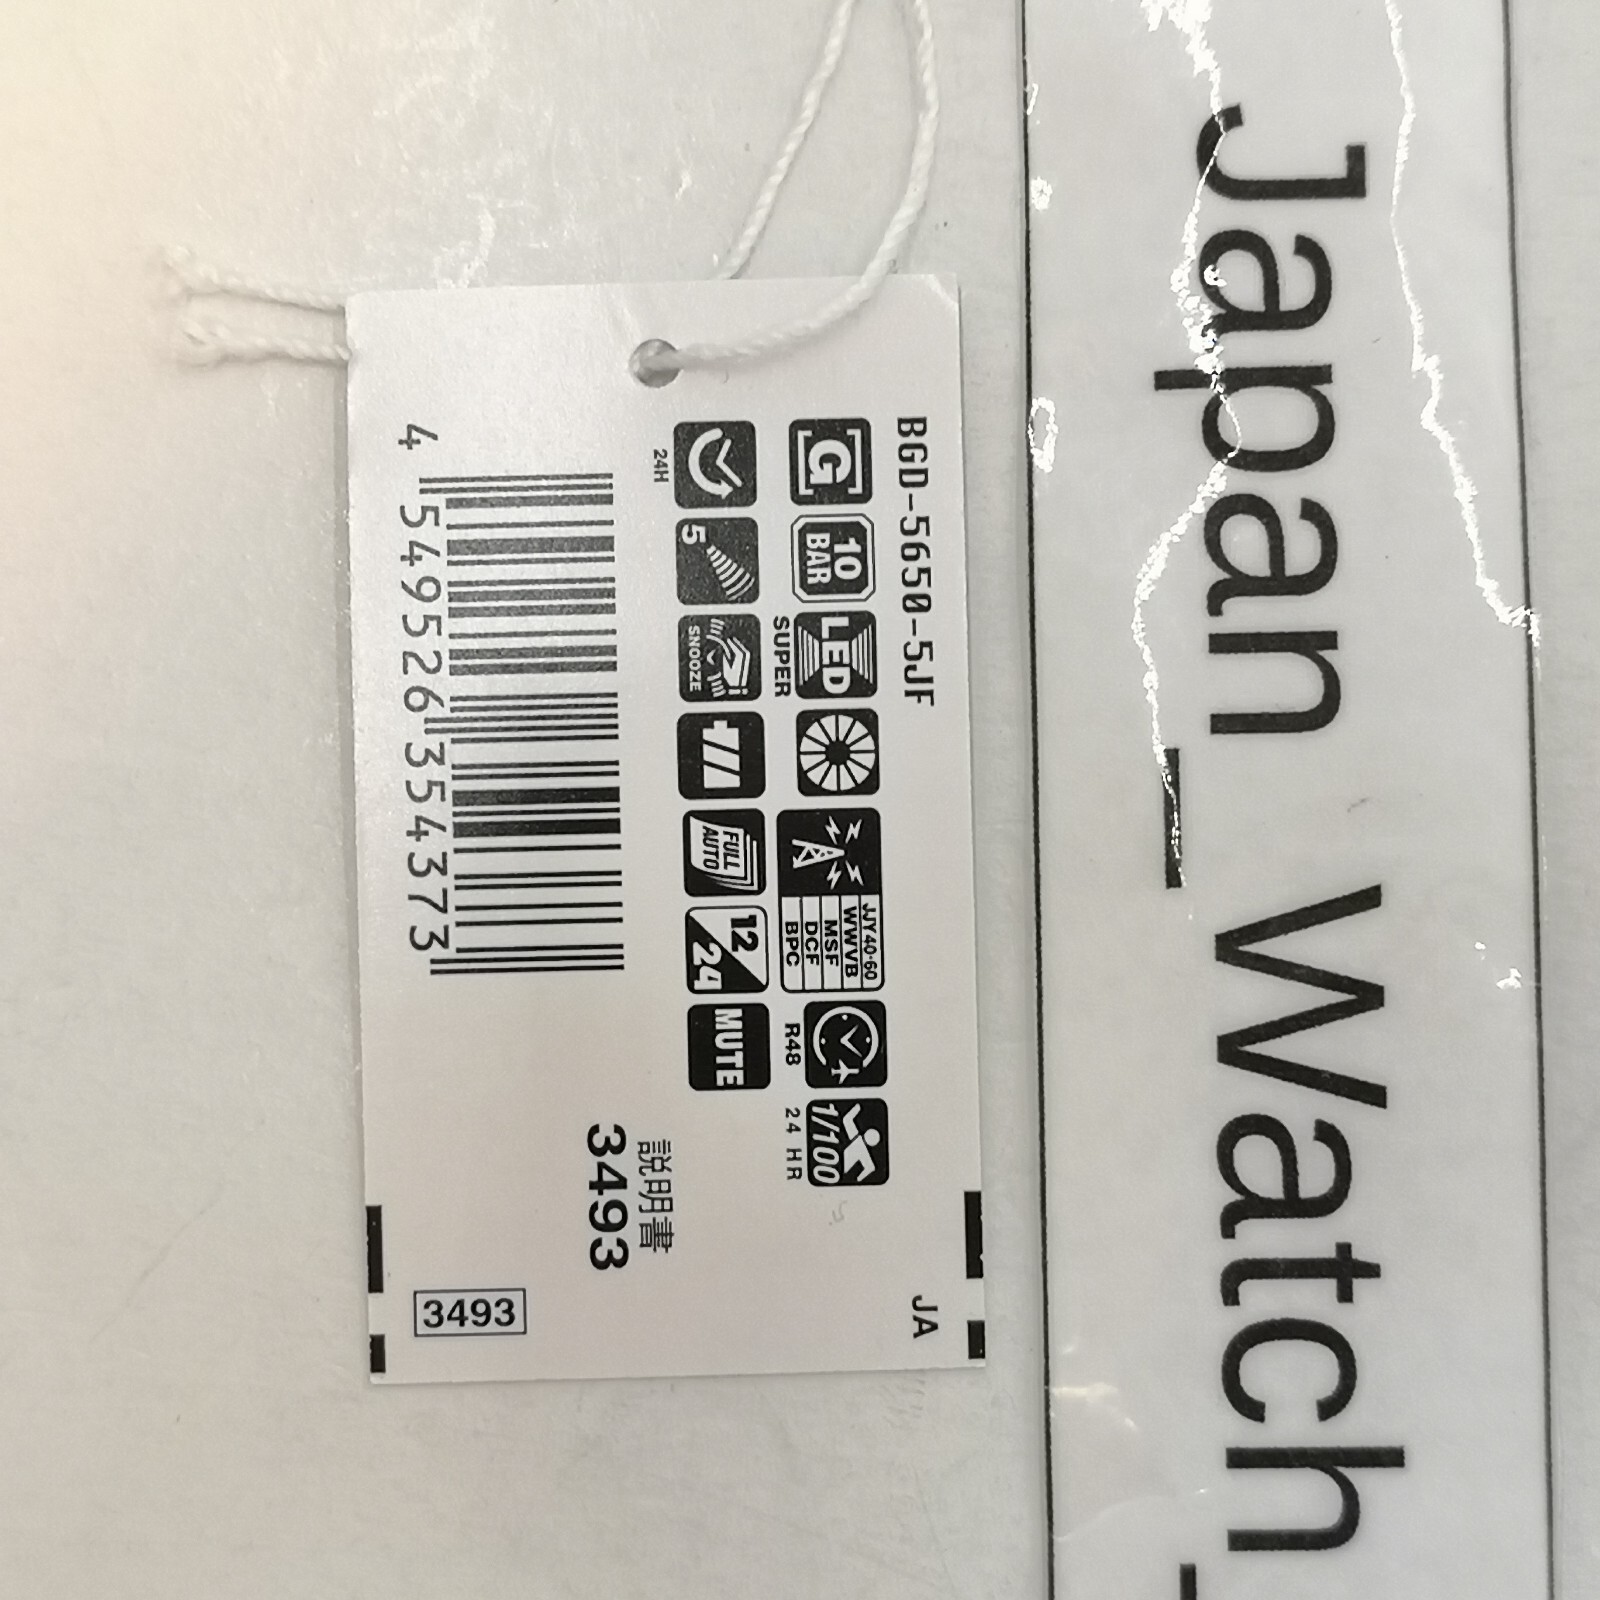 Japan_Watch_
BGD-5650-5JF
G
10
BAR
LED
SUPER
JJY40·60
WWVB
MSF
DCF
BPC
R48
1/100
24 HR
24H
5
SNOOZE
FULL
AUTO
12/24
MUTE
4 549526 354373
説明書
3493
3493
JA